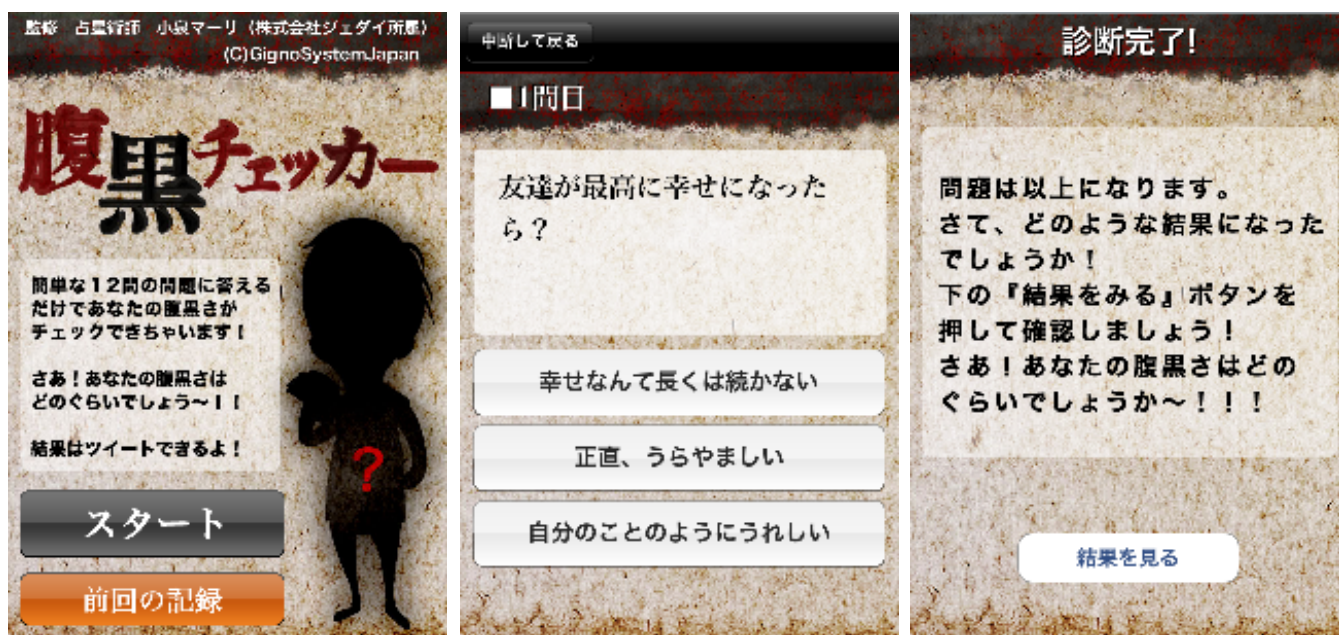 監修 占星術師 小泉マーリ（株式会社ジェダイ所属）
(C)GignoSystemJapan
腹黒チェッカー
簡単な12問の問題に答える
だけであなたの腹黒さが
チェックできちゃいます！
さあ！あなたの腹黒さは
どのぐらいでしょう～！！
結果はツイートできるよ！
?
スタート
前回の記録
中断して戻る
■1問目
友達が最高に幸せになった
ら？
幸せなんて長くは続かない
正直、うらやましい
自分のことのようにうれしい
診断完了!
問題は以上になります。
さて、どのような結果になった
でしょうか！
下の『結果をみる』ボタンを
押して確認しましょう！
さあ！あなたの腹黒さはどの
ぐらいでしょうか～！！！
結果を見る